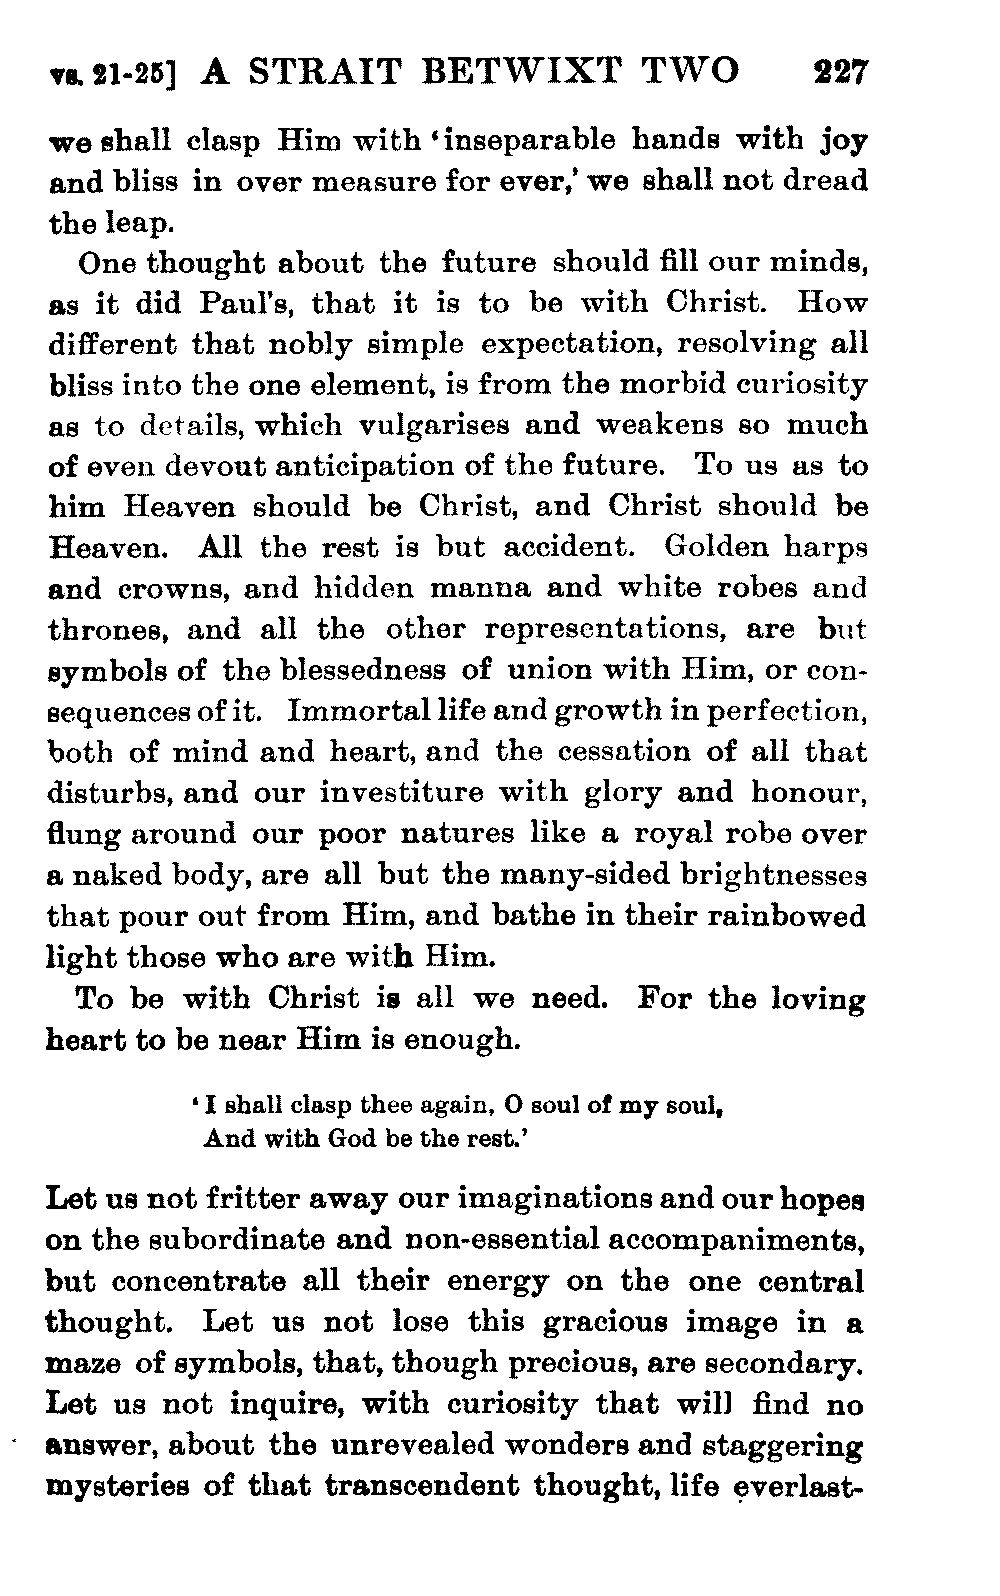 vs. 21-25] A STRAIT BETWIXT TWO 227
we shall clasp Him with ‘inseparable hands with joy
and bliss in over measure for ever,’ we shall not dread
the leap.
One thought about the future should fill our minds,
as it did Paul's, that it is to be with Christ. How
different that nobly simple expectation, resolving all
bliss into the one element, is from the morbid curiosity
as to details, which vulgarises and weakens so much
of even devout anticipation of the future. To us as to
him Heaven should be Christ, and Christ should be
Heaven. All the rest is but accident. Golden harps
and crowns, and hidden manna and white robes and
thrones, and all the other representations, are but
symbols of the blessedness of union with Him, or con-
sequences of it. Immortal life and growth in perfection,
both of mind and heart, and the cessation of all that
disturbs, and our investiture with glory and honour,
flung around our poor natures like a royal robe over
a naked body, are all but the many-sided brightnesses
that pour out from Him, and bathe in their rainbowed
light those who are with Him.
To be with Christ is all we need. For the loving
heart to be near Him is enough.
‘I shall clasp thee again, O soul of my soul,
And with God be the rest.’
Let us not fritter away our imaginations and our hopes
on the subordinate and non-essential accompaniments,
but concentrate all their energy on the one central
thought. Let us not lose this gracious image in a
maze of symbols, that, though precious, are secondary.
Let us not inquire, with curiosity that will find no
answer, about the unrevealed wonders and staggering
mysteries of that transcendent thought, life everlast-